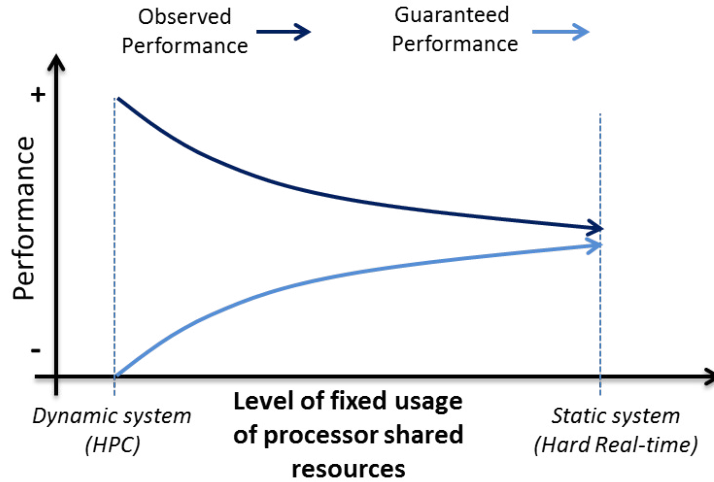 Observed
Performance
Guaranteed
Performance
+
Performance
-
Dynamic system
(HPC)
Level of fixed usage
of processor shared
resources
Static system
(Hard Real-time)